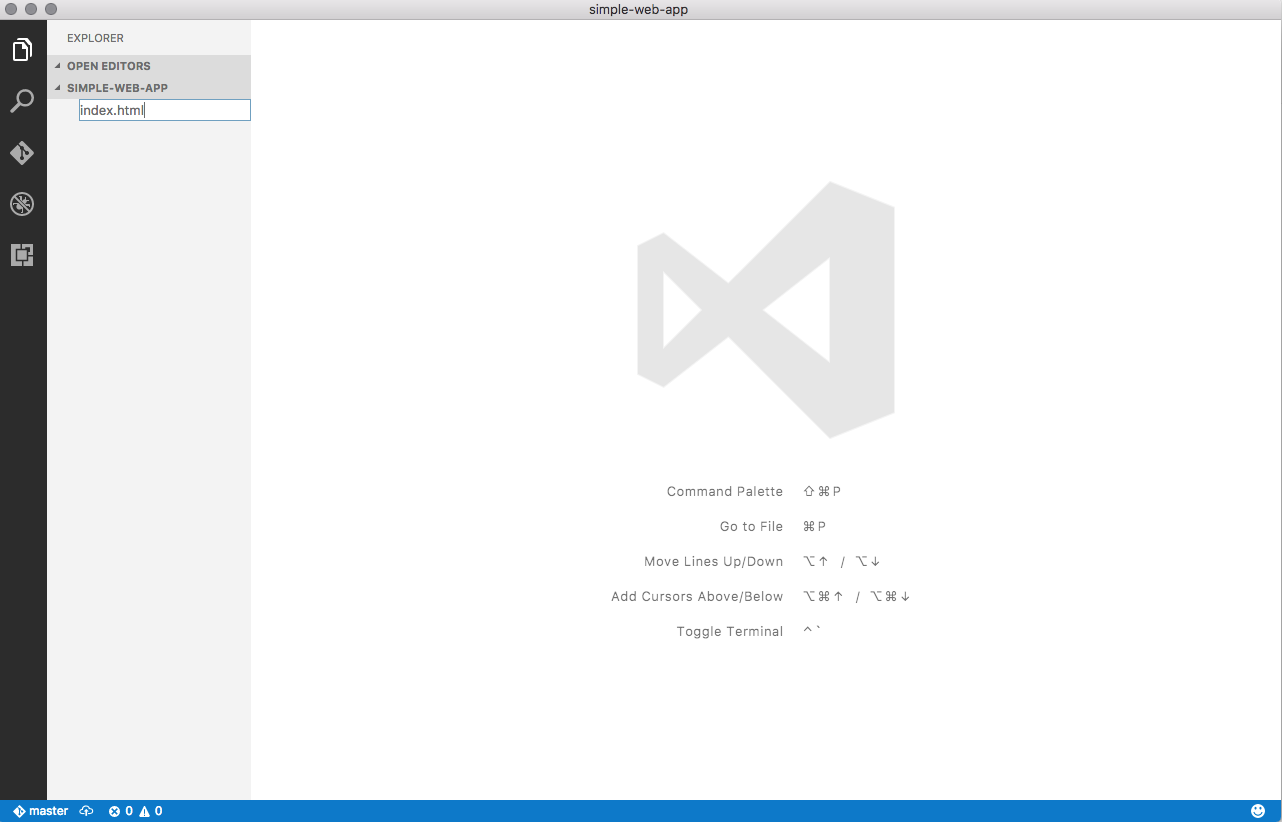 simple-web-app
EXPLORER
OPEN EDITORS
SIMPLE-WEB-APP
index.html
Command Palette ⇧⌘P
Go to File ⌘P
Move Lines Up/Down ⌥↑ / ⌥↓
Add Cursors Above/Below ⌥⌘↑ / ⌥⌘↓
Toggle Terminal ^`
master 0 0